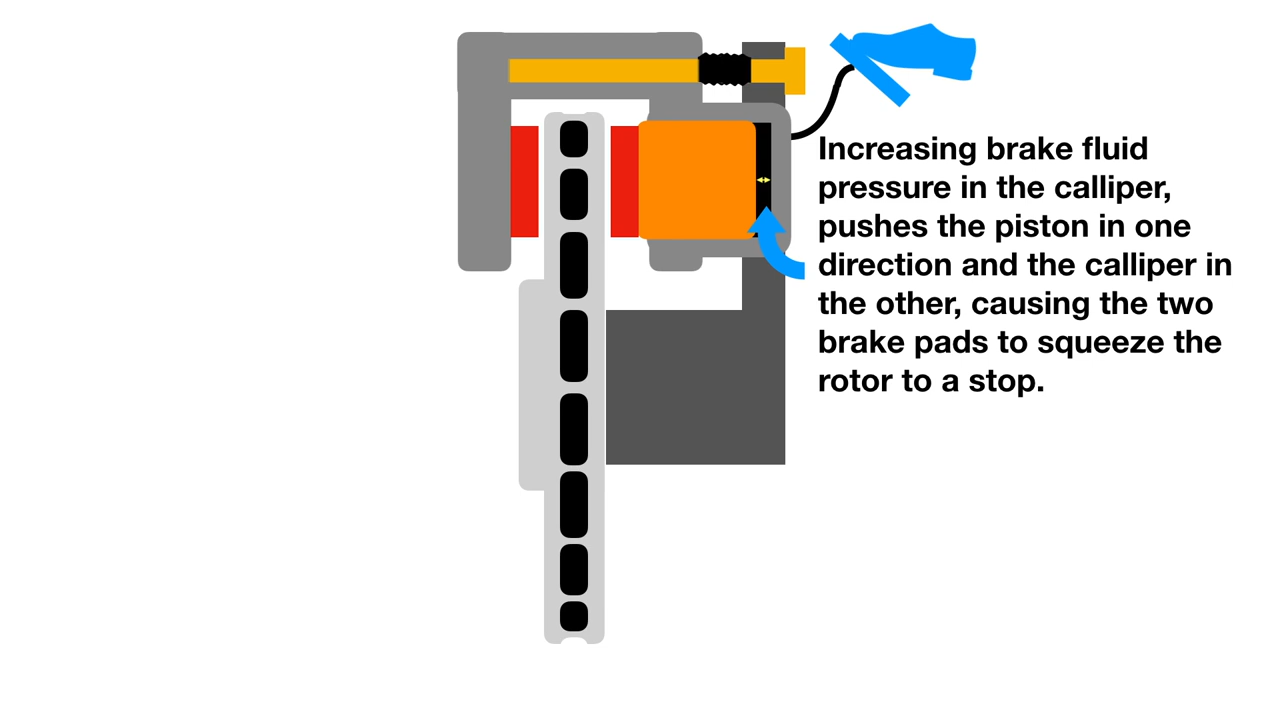 Increasing brake fluid
pressure in the calliper,
pushes the piston in one
direction and the calliper in
the other, causing the two
brake pads to squeeze the
rotor to a stop.